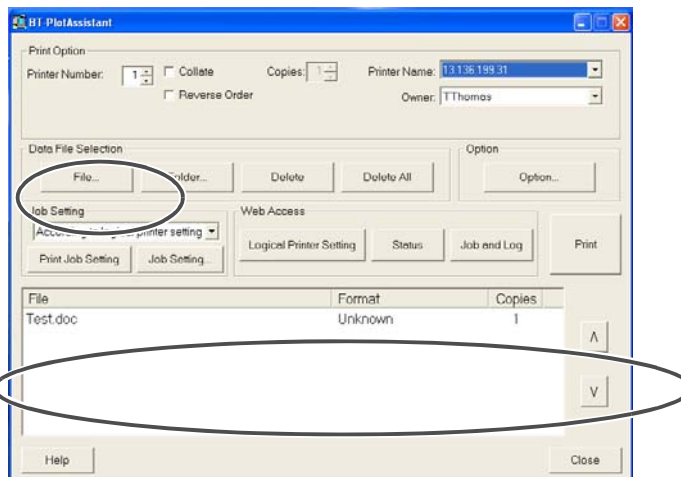 BT-PlotAssistant
Print Option
Printer Number: 1 Collate Copies: 1 Printer Name: 13.136.199.31
Reverse Order Owner: TThomas
Data File Selection Option
File... Folder... Delete Delete All Option...
Job Setting Web Access
According to logical printer setting
Logical Printer Setting Status Job and Log Print
Print Job Setting Job Setting...
File Format Copies
Test.doc Unknown 1
Λ
V
Help Close